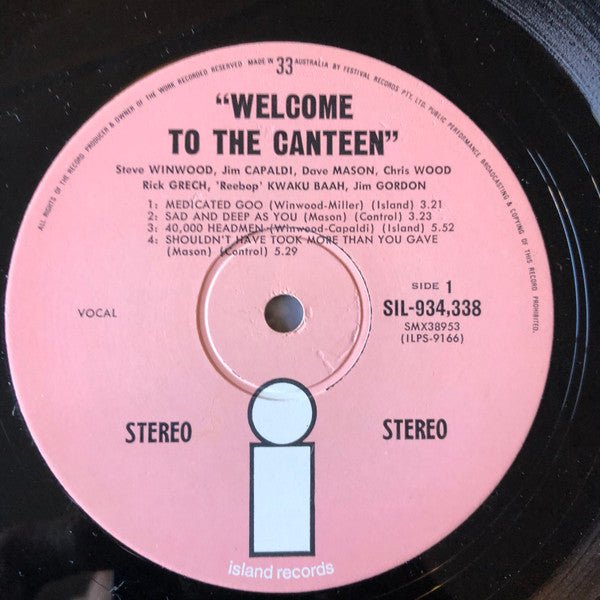 ALL RIGHTS OF THE RECORD PRODUCER & OWNER OF THE WORK RECORDED RESERVED MADE IN 33 AUSTRALIA BY FESTIVAL RECORDS PTY. LTD. PUBLIC PERFORMANCE BROADCASTING & COPYING OF THIS RECORD PROHIBITED.
"WELCOME
TO THE CANTEEN"
Steve WINWOOD, Jim CAPALDI, Dave MASON, Chris WOOD
Rick GRECH, 'Reebop' KWAKU BAAH, Jim GORDON
1: MEDICATED GOO (Winwood-Miller) (Island) 3.21
2: SAD AND DEEP AS YOU (Mason) (Control) 3.23
3: 40,000 HEADMEN (Winwood-Capaldi) (Island) 5.52
4: SHOULDN'T HAVE TOOK MORE THAN YOU GAVE
(Mason) (Control) 5.29
SIDE 1
VOCAL
SIL-934,338
SMX38953
(ILPS-9166)
STEREO STEREO
i
island records